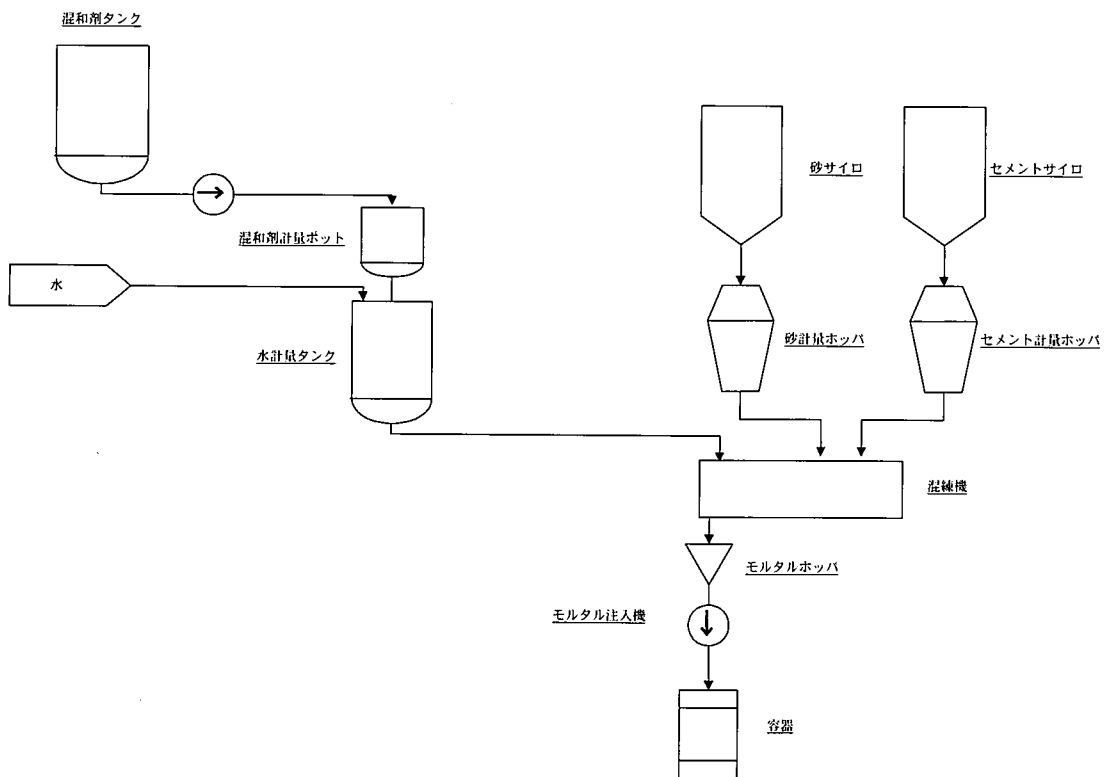 混和剤タンク
砂サイロ
セメントサイロ
混和剤計量ポット
水
水計量タンク
砂計量ホッパ
セメント計量ホッパ
混練機
モルタルホッパ
モルタル注入機
容器